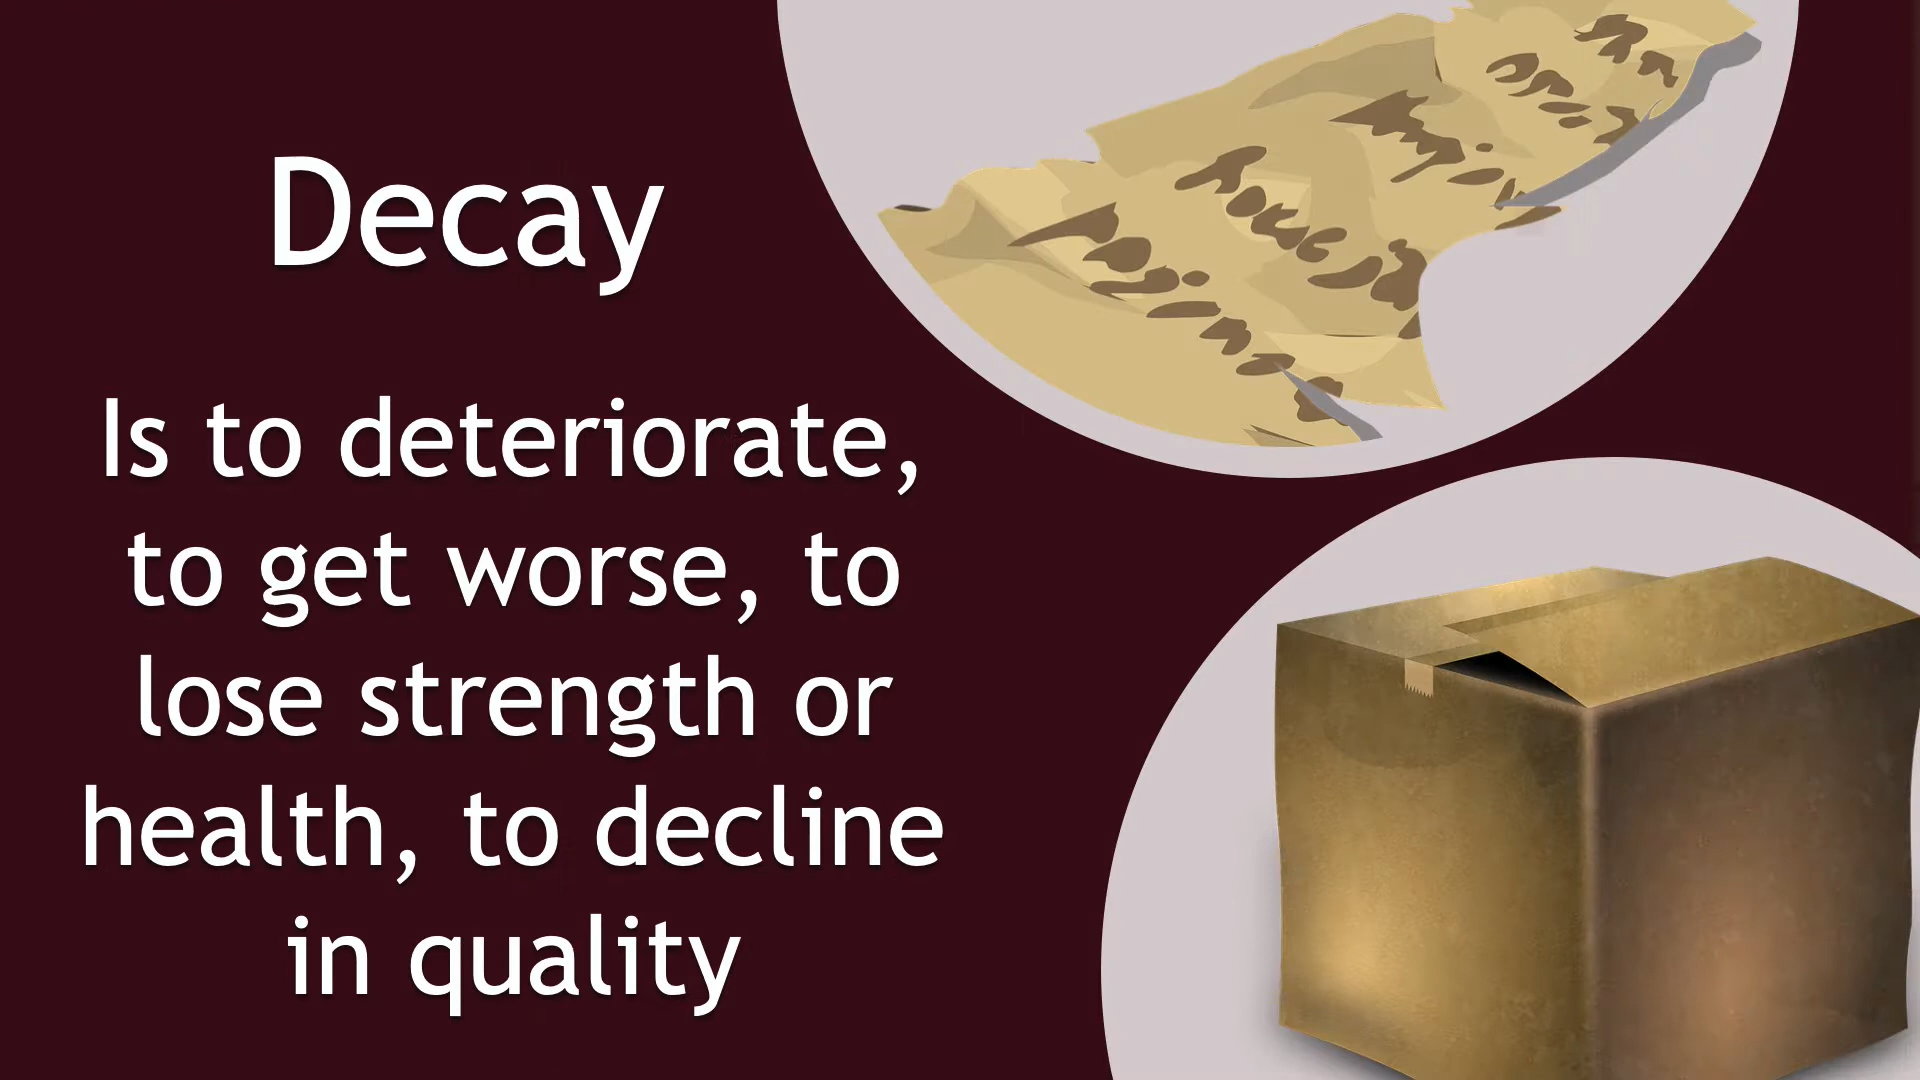 Decay
Is to deteriorate,
to get worse, to
lose strength or
health, to decline
in quality